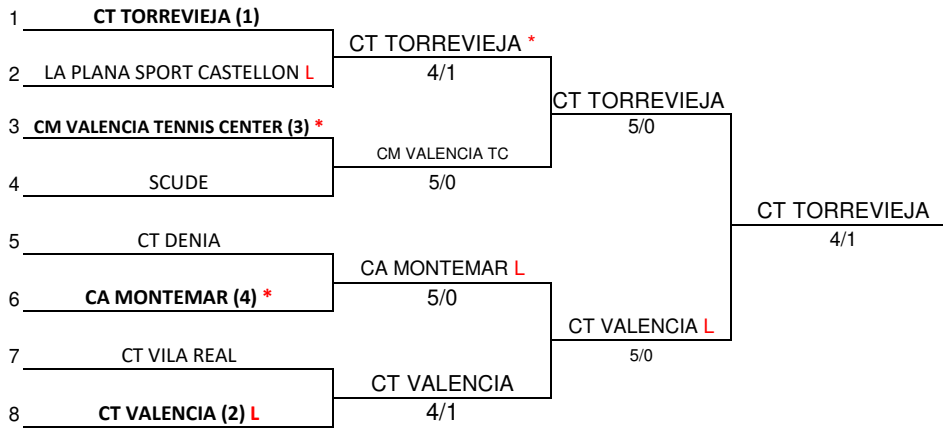 1 CT TORREVIEJA (1)
CT TORREVIEJA *
4/1
2 LA PLANA SPORT CASTELLON L
CT TORREVIEJA
5/0
3 CM VALENCIA TENNIS CENTER (3) *
CM VALENCIA TC
5/0
4 SCUDE
CT TORREVIEJA
4/1
5 CT DENIA
CA MONTEMAR L
5/0
6 CA MONTEMAR (4) *
CT VALENCIA L
5/0
7 CT VILA REAL
CT VALENCIA
4/1
8 CT VALENCIA (2) L